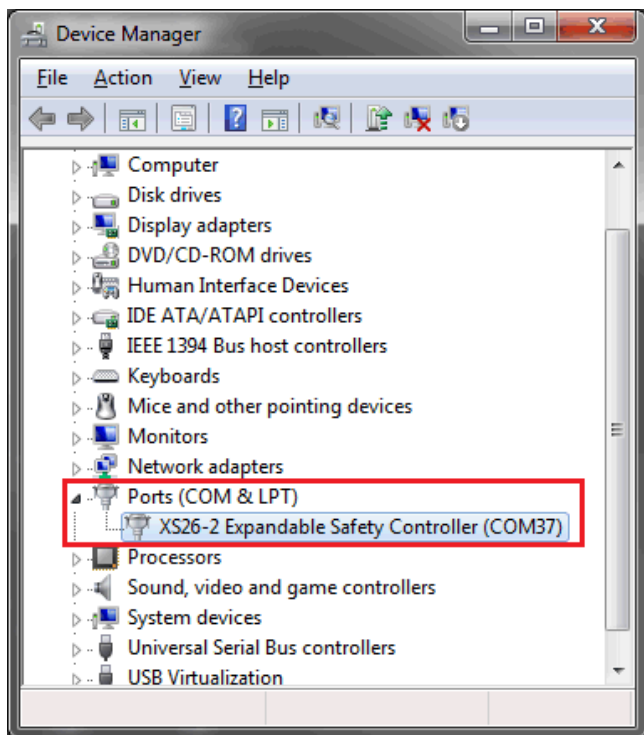 Device Manager
File Action View Help
Computer
Disk drives
Display adapters
DVD/CD-ROM drives
Human Interface Devices
IDE ATA/ATAPI controllers
IEEE 1394 Bus host controllers
Keyboards
Mice and other pointing devices
Monitors
Network adapters
Ports (COM & LPT)
XS26-2 Expandable Safety Controller (COM37)
Processors
Sound, video and game controllers
System devices
Universal Serial Bus controllers
USB Virtualization